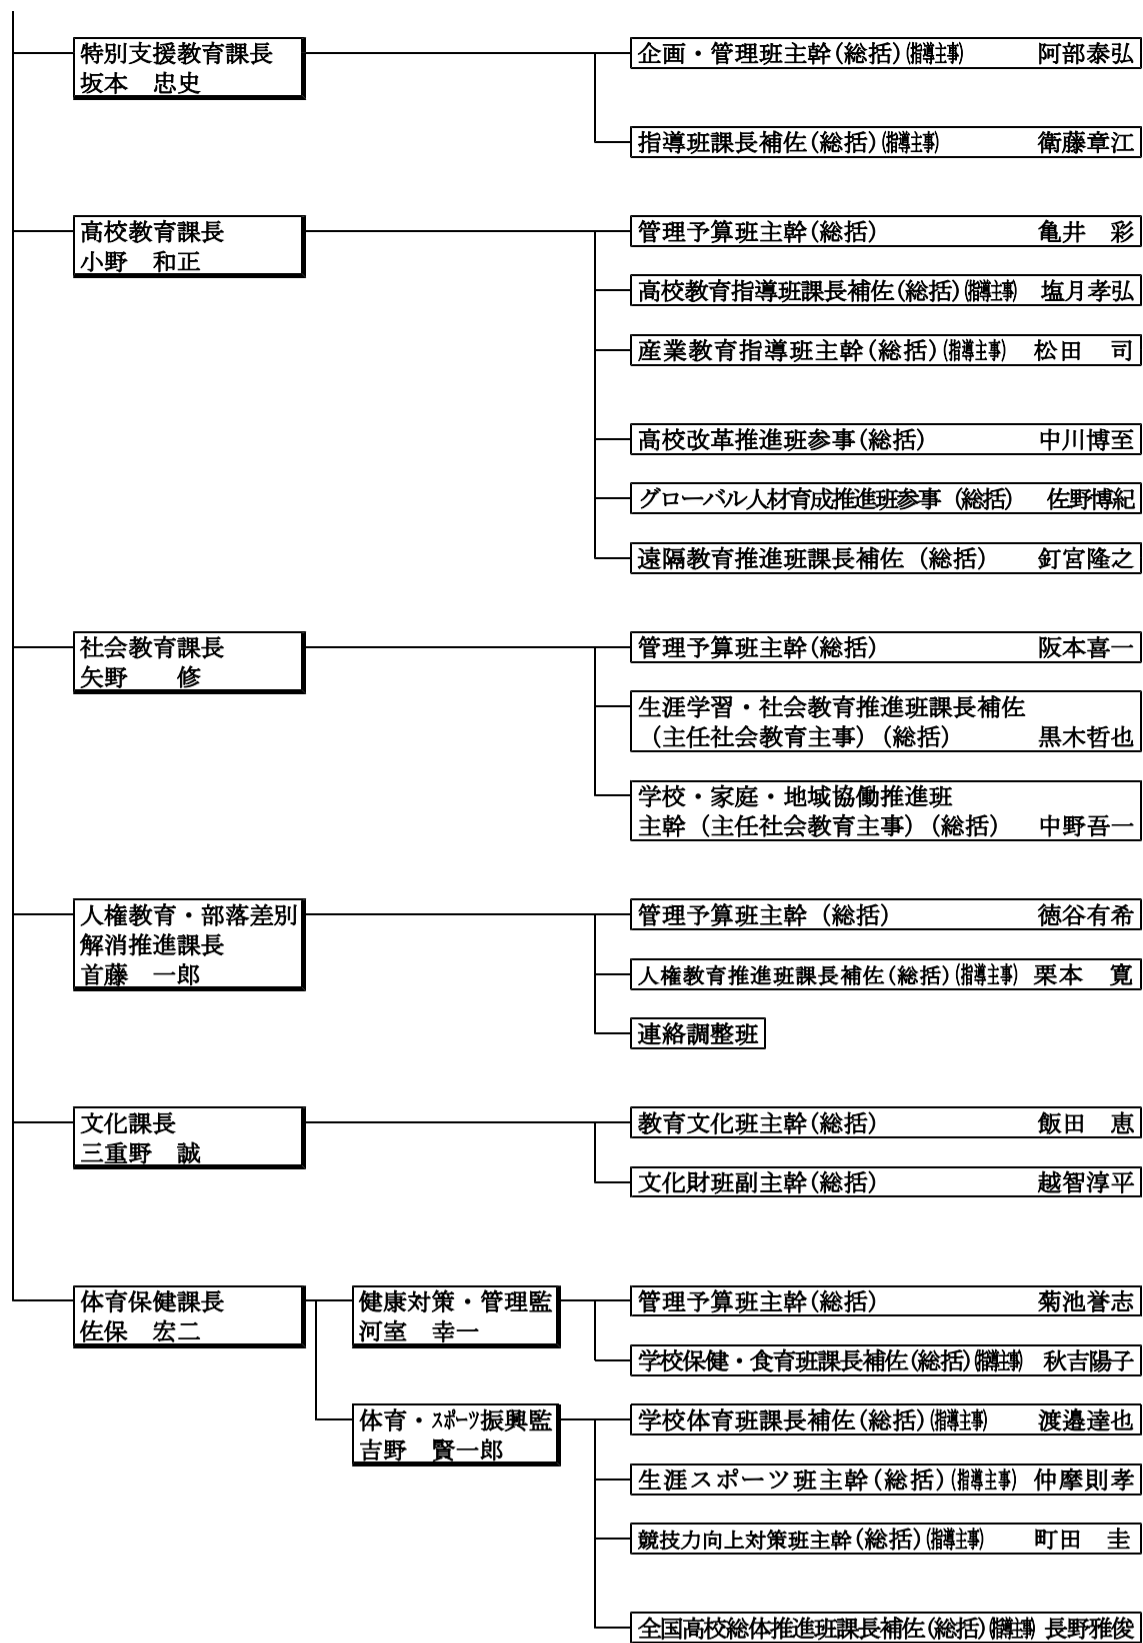 特別支援教育課長
坂本　忠史
企画・管理班主幹(総括)(指導主事)　阿部泰弘
指導班課長補佐(総括)(指導主事)　衛藤章江
高校教育課長
小野　和正
管理予算班主幹(総括)　亀井　彩
高校教育指導班課長補佐(総括)(指導主事)　塩月孝弘
産業教育指導班主幹(総括)(指導主事)　松田　司
高校改革推進班参事(総括)　中川博至
グローバル人材育成推進班参事（総括）　佐野博紀
遠隔教育推進班課長補佐（総括）　釘宮隆之
社会教育課長
矢野　　修
管理予算班主幹(総括)　阪本喜一
生涯学習・社会教育推進班課長補佐
（主任社会教育主事）(総括)　黒木哲也
学校・家庭・地域協働推進班
主幹（主任社会教育主事）(総括)　中野吾一
人権教育・部落差別
解消推進課長
首藤　一郎
管理予算班主幹（総括）　徳谷有希
人権教育推進班課長補佐(総括)(指導主事)　栗本　寛
連絡調整班
文化課長
三重野　誠
教育文化班主幹(総括)　飯田　恵
文化財班副主幹(総括)　越智淳平
体育保健課長
佐保　宏二
健康対策・管理監
河室　幸一
管理予算班主幹(総括)　菊池誉志
学校保健・食育班課長補佐(総括)(指導主事)　秋吉陽子
体育・スポーツ振興監
吉野　賢一郎
学校体育班課長補佐(総括)(指導主事)　渡邉達也
生涯スポーツ班主幹(総括)(指導主事)　仲摩則孝
競技力向上対策班主幹(総括)(指導主事)　町田　圭
全国高校総体推進班課長補佐(総括)(指導主事)　長野雅俊